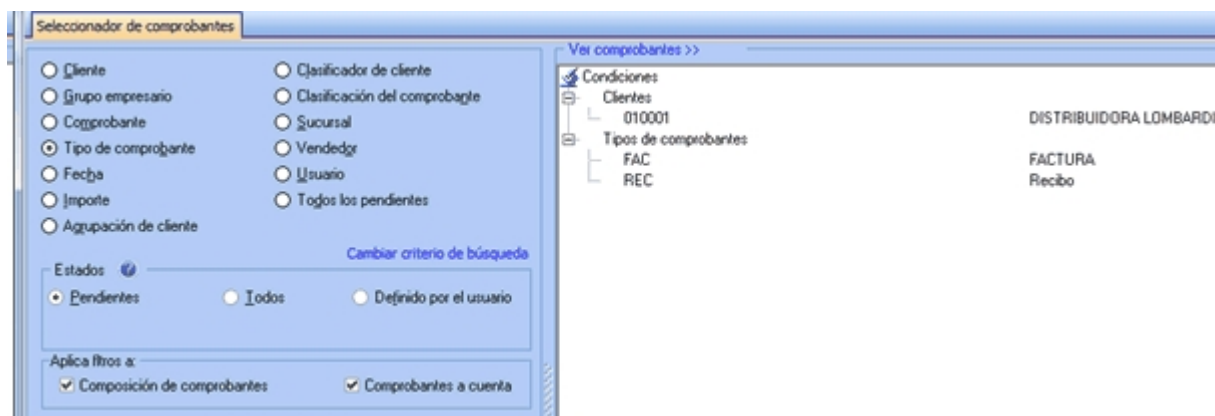 Seleccionador de comprobantes
Cliente
Clasificador de cliente
Grupo empresario
Clasificación del comprobante
Comprobante
Sucursal
Tipo de comprobante
Vendedor
Fecha
Usuario
Importe
Todos los pendientes
Agrupación de cliente
Cambiar criterio de búsqueda
Estados
Pendientes
Todos
Definido por el usuario
Aplica filtros a:
Composición de comprobantes
Comprobantes a cuenta
Ver comprobantes >>
Condiciones
Clientes
010001 DISTRIBUIDORA LOMBARDI
Tipos de comprobantes
FAC FACTURA
REC Recibo